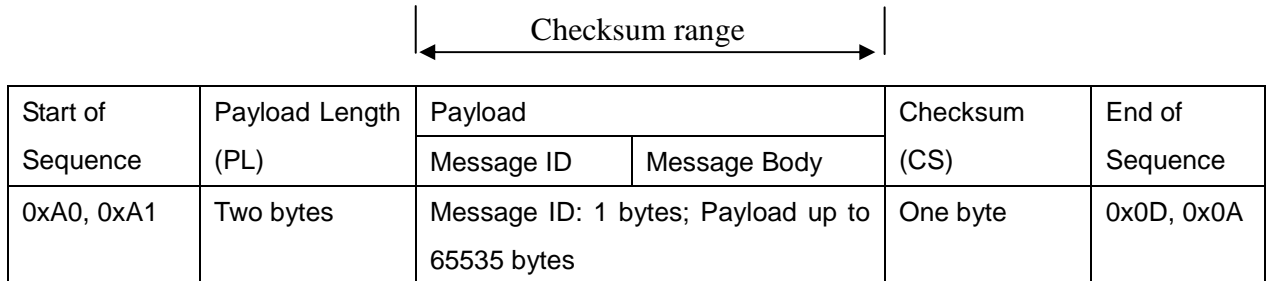 Checksum range
Start of Sequence
Payload Length (PL)
Payload
Message ID
Message Body
Checksum (CS)
End of Sequence
0xA0, 0xA1
Two bytes
Message ID: 1 bytes; Payload up to 65535 bytes
One byte
0x0D, 0x0A